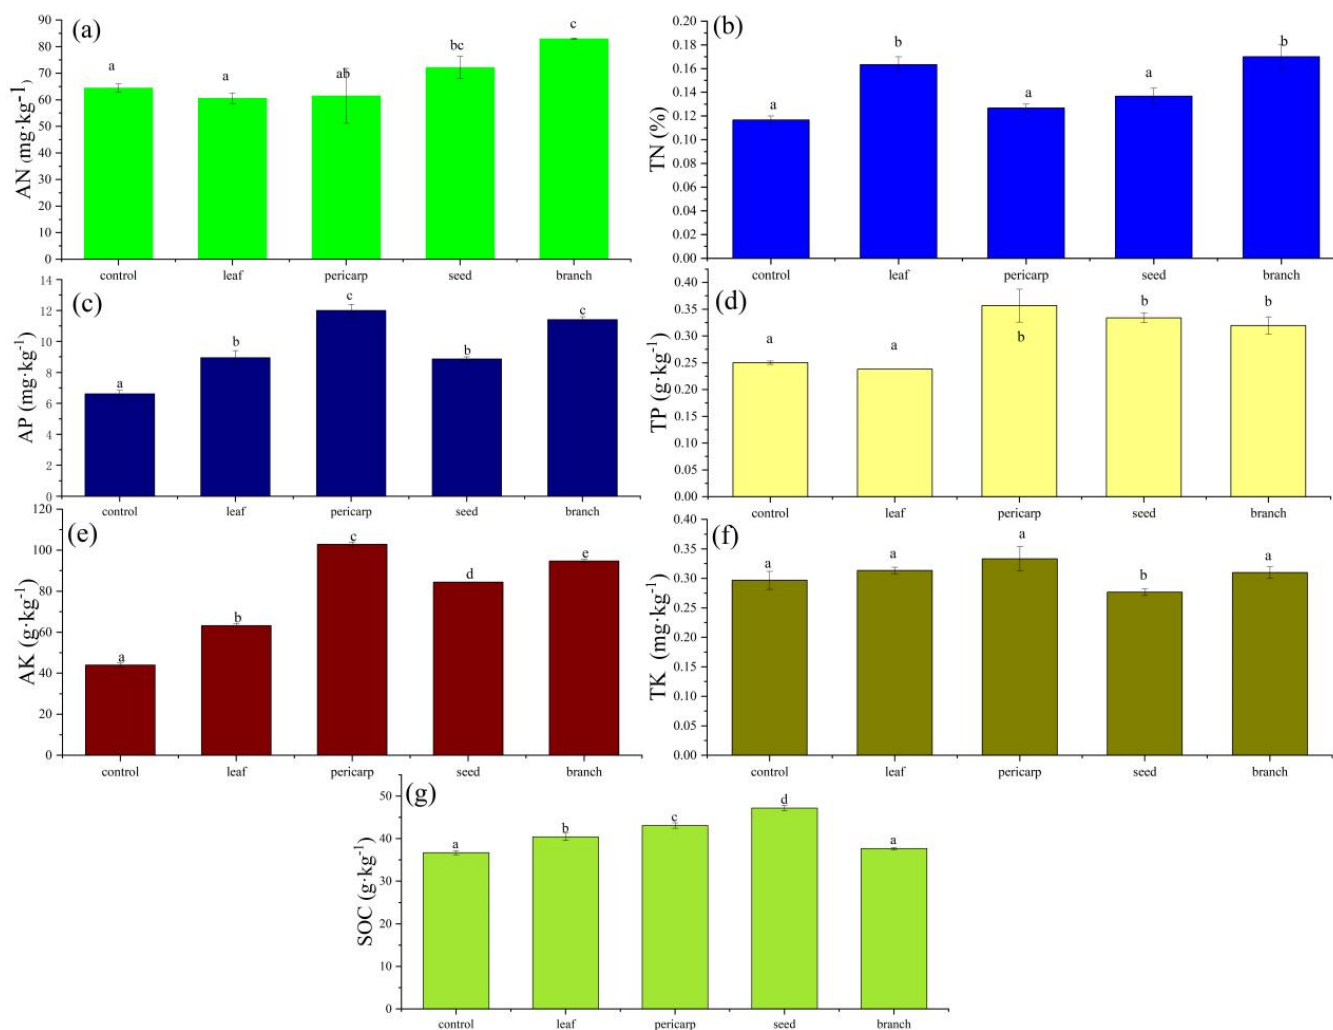 (a)
AN (mg·kg-1)
90
80
70
60
50
40
30
20
10
0
a
a
ab
bc
c
control leaf pericarp seed branch
(b)
TN (%)
0.20
0.18
0.16
0.14
0.12
0.10
0.08
0.06
0.04
0.02
0.00
a
b
a
a
b
control leaf pericarp seed branch
(c)
AP (mg·kg-1)
14
12
10
8
6
4
2
0
a
b
c
b
c
control leaf pericarp seed branch
(d)
TP (g·kg-1)
0.40
0.35
0.30
0.25
0.20
0.15
0.10
0.05
0.00
a
a
b
b
b
control leaf pericarp seed branch
(e)
AK (g·kg-1)
120
100
80
60
40
20
0
a
b
c
d
e
control leaf pericarp seed branch
(f)
TK (mg·kg-1)
0.40
0.35
0.30
0.25
0.20
0.15
0.10
0.05
0.00
a
a
a
b
a
control leaf pericarp seed branch
(g)
SOC (g·kg-1)
50
40
30
20
10
0
a
b
c
d
a
control leaf pericarp seed branch